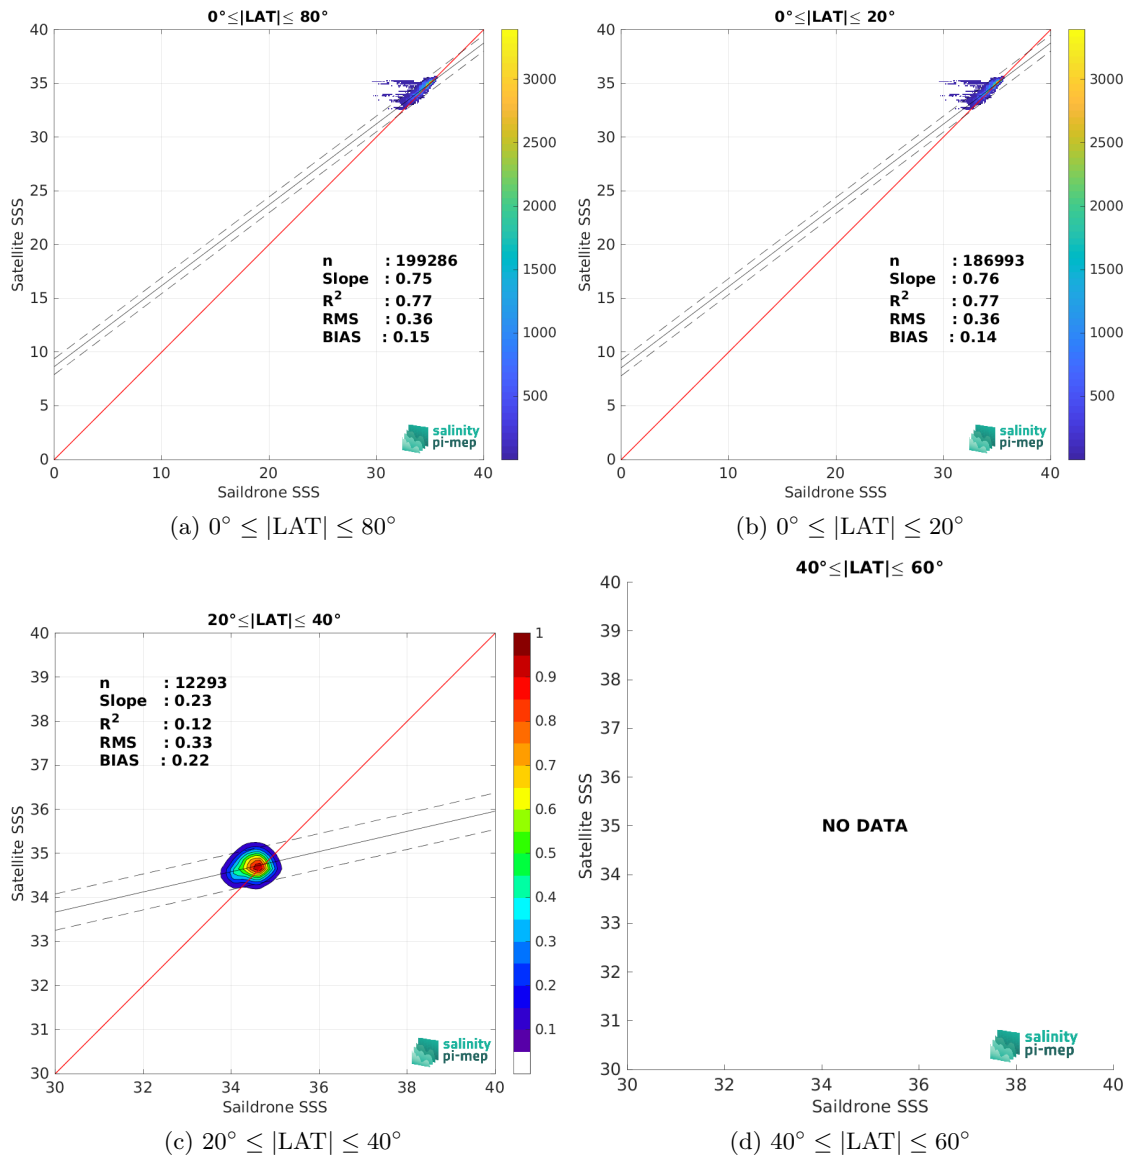 0°≤|LAT|≤ 80°
40
35
30
25
20
15
10
5
0
Satellite SSS
n : 199286
Slope : 0.75
R² : 0.77
RMS : 0.36
BIAS : 0.15
salinity
pi-mep
0 10 20 30 40
Saildrone SSS
3000
2500
2000
1500
1000
500
(a) 0° ≤ |LAT| ≤ 80°
0°≤|LAT|≤ 20°
40
35
30
25
20
15
10
5
0
Satellite SSS
n : 186993
Slope : 0.76
R² : 0.77
RMS : 0.36
BIAS : 0.14
salinity
pi-mep
0 10 20 30 40
Saildrone SSS
3000
2500
2000
1500
1000
500
(b) 0° ≤ |LAT| ≤ 20°
20°≤|LAT|≤ 40°
40
39
38
37
36
35
34
33
32
31
30
Satellite SSS
n : 12293
Slope : 0.23
R² : 0.12
RMS : 0.33
BIAS : 0.22
salinity
pi-mep
30 32 34 36 38 40
Saildrone SSS
1
0.9
0.8
0.7
0.6
0.5
0.4
0.3
0.2
0.1
(c) 20° ≤ |LAT| ≤ 40°
40°≤|LAT|≤ 60°
40
39
38
37
36
35
34
33
32
31
30
Satellite SSS
NO DATA
salinity
pi-mep
30 32 34 36 38 40
Saildrone SSS
(d) 40° ≤ |LAT| ≤ 60°